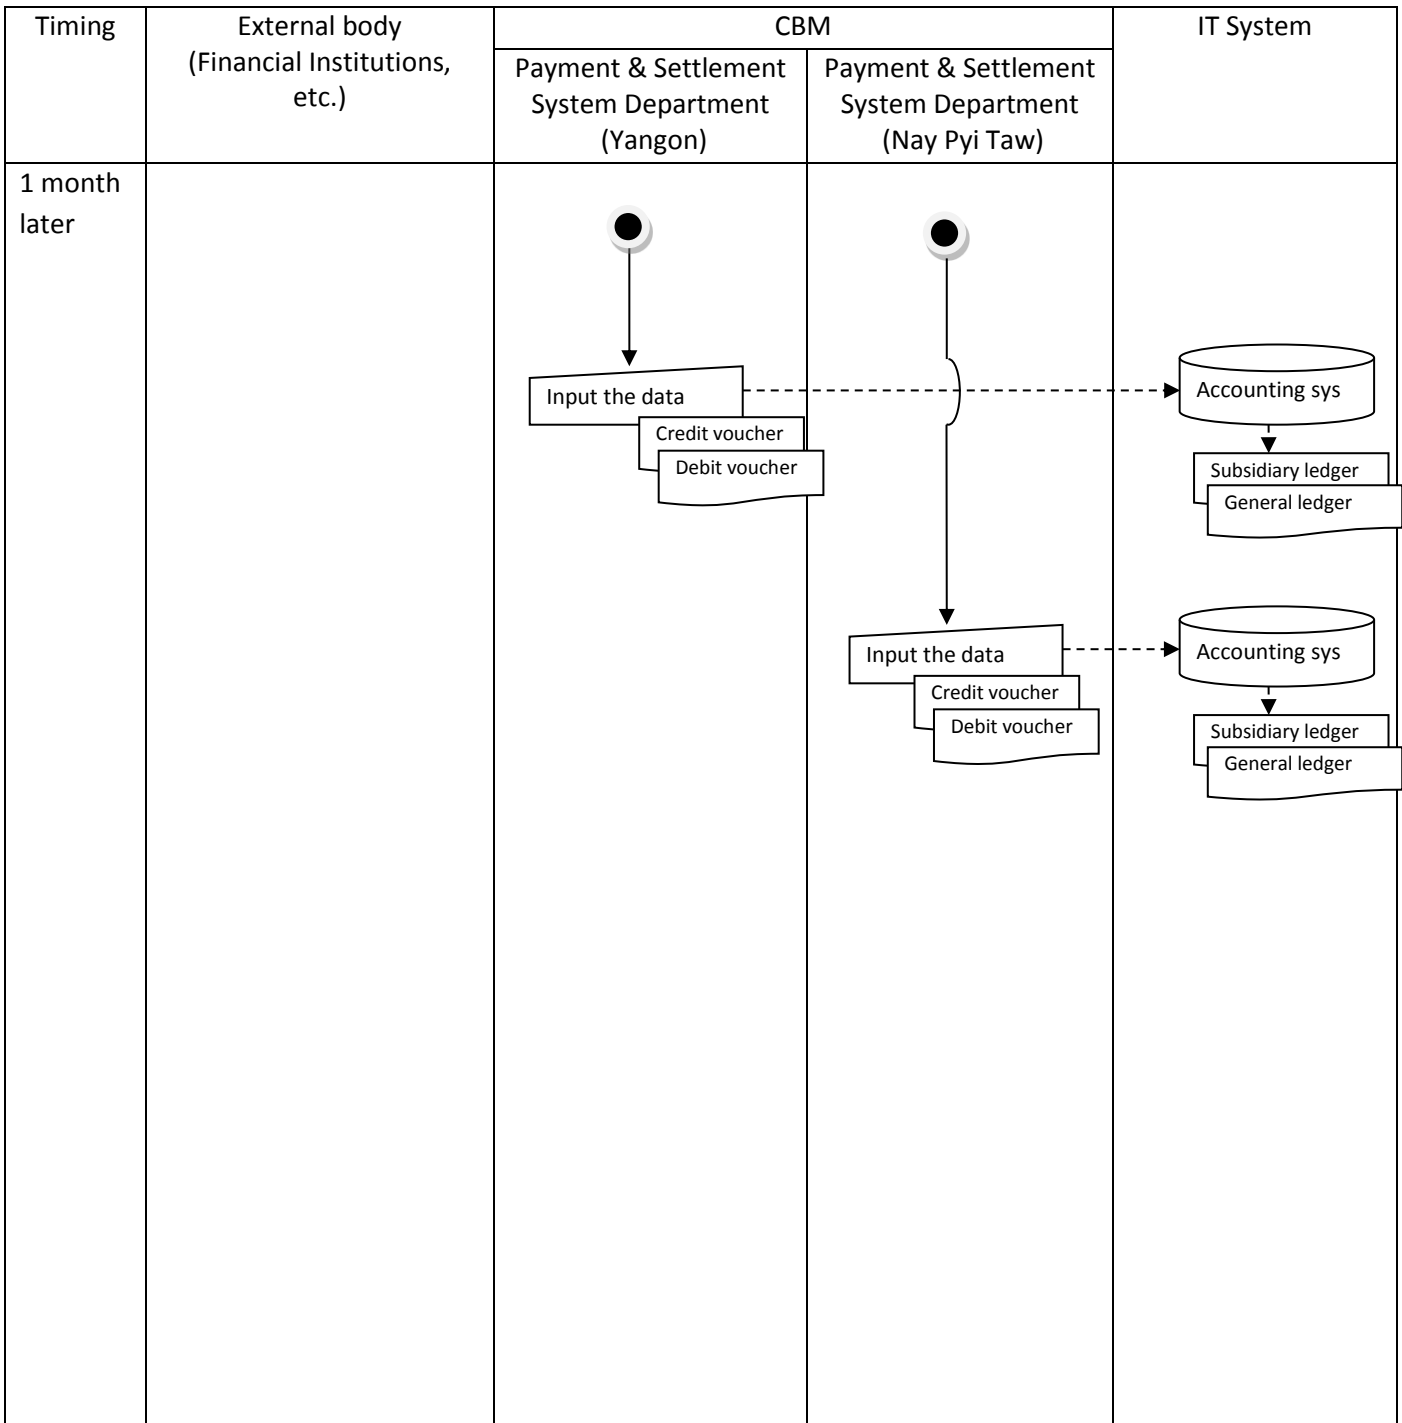 Timing
External body
(Financial Institutions,
etc.)
CBM
IT System
Payment & Settlement
System Department
(Yangon)
Payment & Settlement
System Department
(Nay Pyi Taw)
1 month
later
Input the data
Credit voucher
Debit voucher
Accounting sys
Subsidiary ledger
General ledger
Input the data
Credit voucher
Debit voucher
Accounting sys
Subsidiary ledger
General ledger